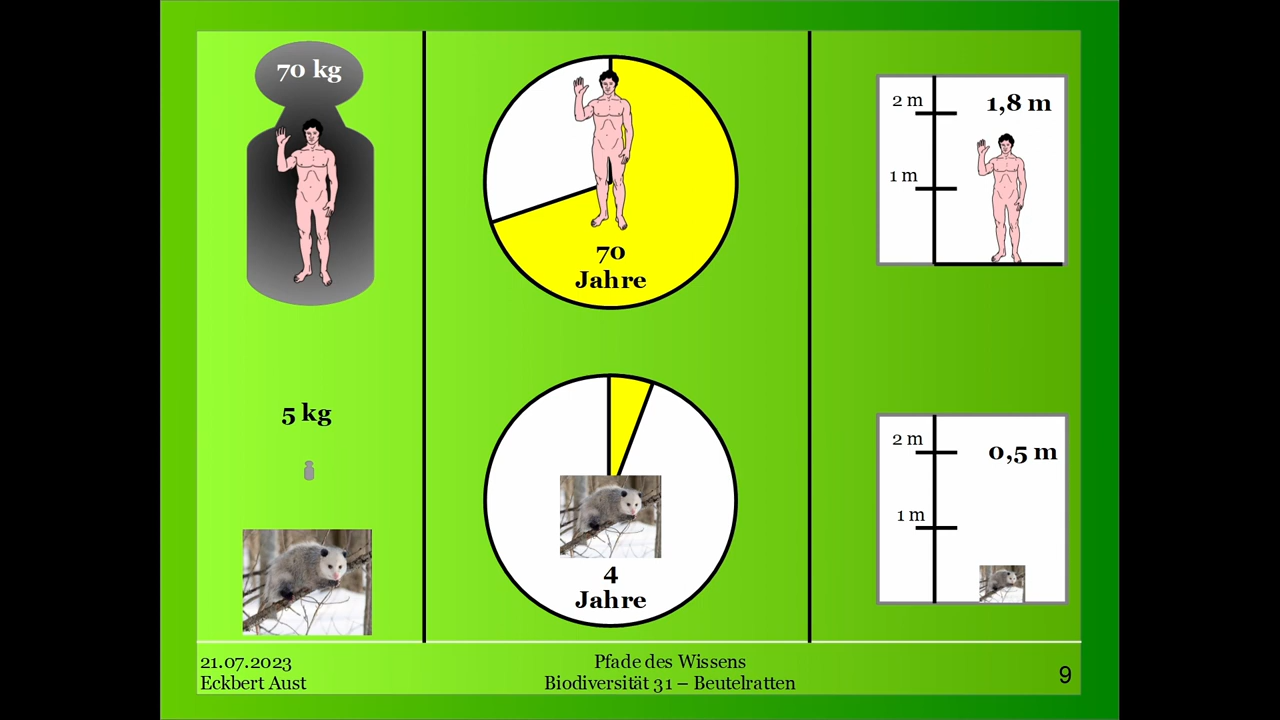 70 kg
70
Jahre
2 m
1,8 m
1 m
5 kg
4
Jahre
2 m
0,5 m
1 m
21.07.2023
Eckbert Aust
Pfade des Wissens
Biodiversität 31 – Beutelratten
9